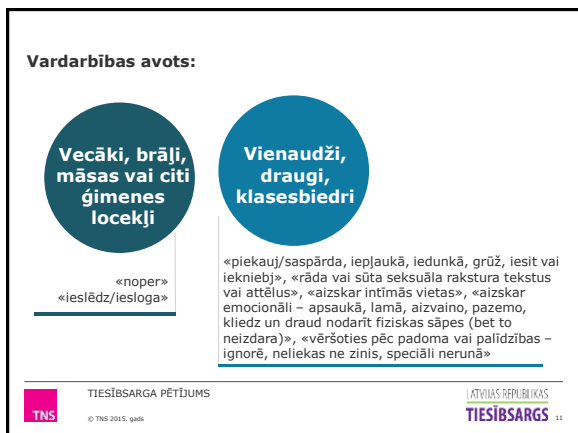 Vardarbības avots:
Vecāki, brāļi,
māsas vai citi
ģimenes
locekļi
Vienaudži,
draugi,
klasesbiedri
«noper»
«ieslēdz/iesloga»
«piekauj/saspārda, iepļaukā, iedunkā, grūž, iesit vai
iekniebj», «rāda vai sūta seksuāla rakstura tekstus
vai attēlus», «aizskar intīmās vietas», «aizskar
emocionāli – apsaukā, lamā, aizvaino, pazemo,
kliedz un draud nodarīt fiziskas sāpes (bet to
neizdara)», «vēršoties pēc padoma vai palīdzības –
ignorē, neliekas ne zinis, speciāli nerunā»
TNS
TIESĪBSARGA PĒTĪJUMS
© TNS 2015. gads
LATVIJAS REPUBLIKAS
TIESĪBSARGS
11